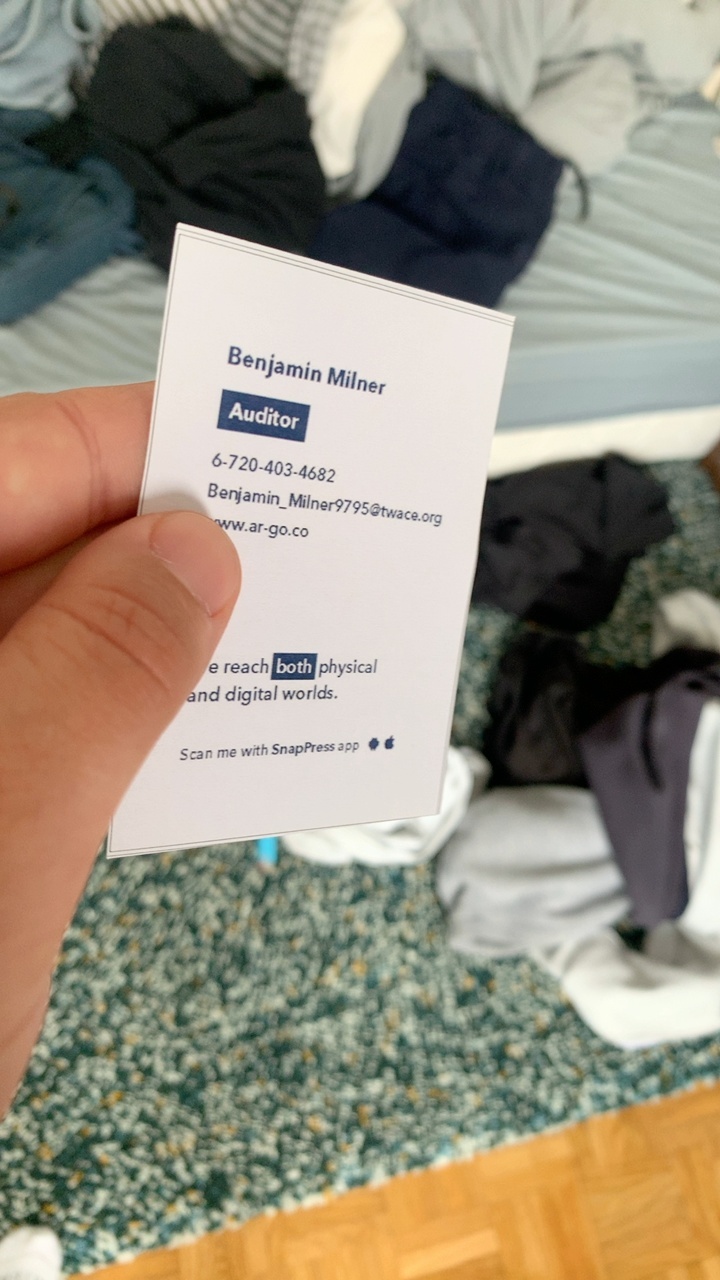 Benjamin Milner
Auditor
6-720-403-4682
Benjamin_Milner9795@twace.org
www.ar-go.co
reach both physical
and digital worlds.
Scan me with SnapPress app